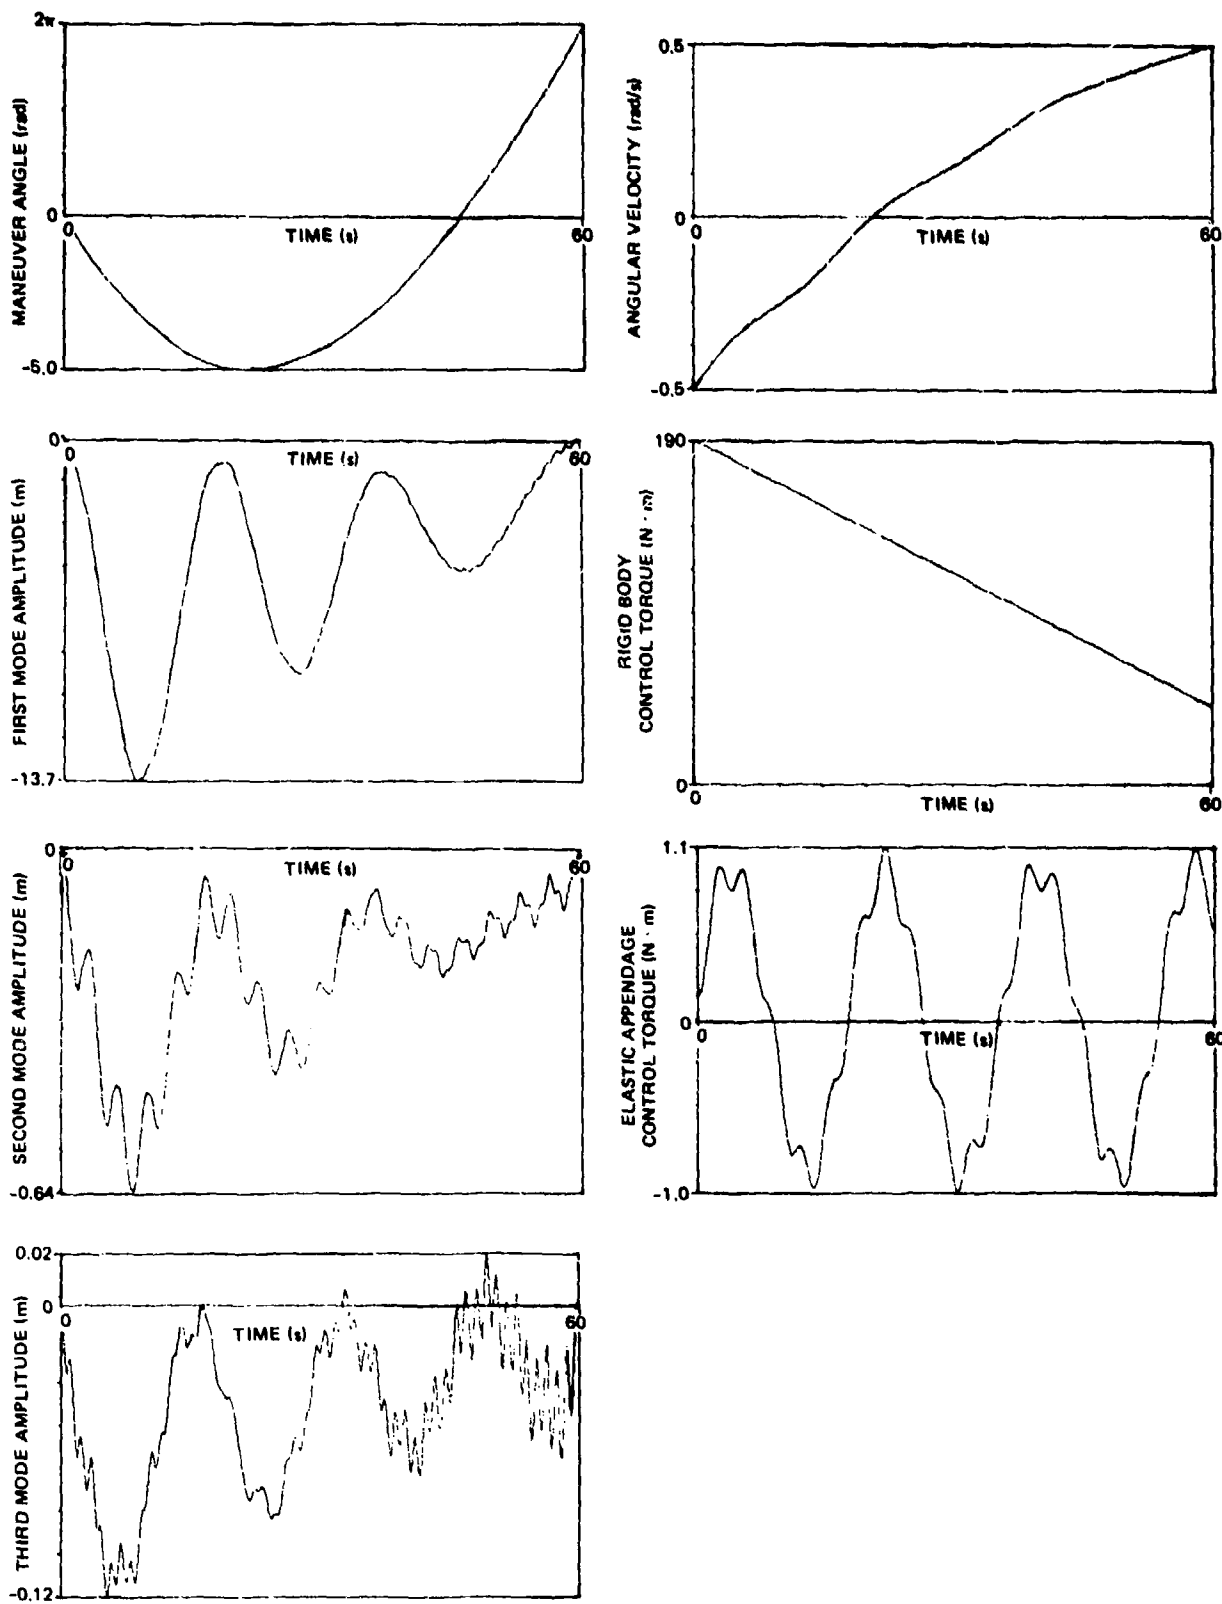 2π
MANEUVER ANGLE (rad)
0
0
TIME (s)
60
-5.0
0.5
ANGULAR VELOCITY (rad/s)
0
0
TIME (s)
60
-0.5
0
0
TIME (s)
60
FIRST MODE AMPLITUDE (m)
-13.7
190
RIGID BODY
CONTROL TORQUE (N · m)
0
0
TIME (s)
60
0
0
TIME (s)
60
SECOND MODE AMPLITUDE (m)
-0.64
1.1
ELASTIC APPENDAGE
CONTROL TORQUE (N · m)
0
0
TIME (s)
60
-1.0
0.02
0
0
TIME (s)
60
THIRD MODE AMPLITUDE (m)
-0.12